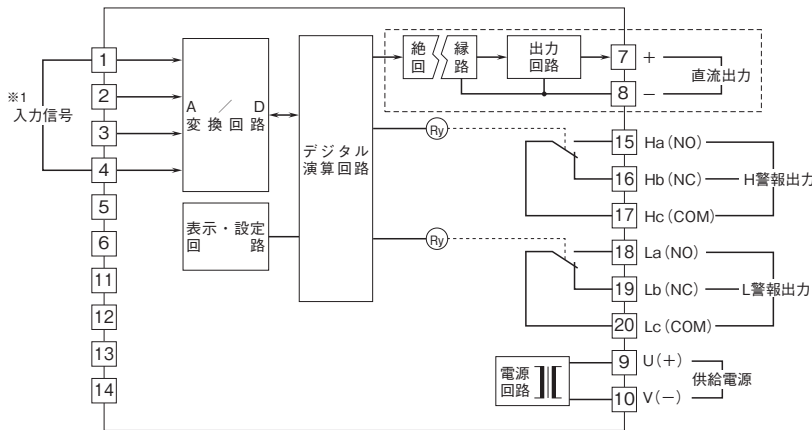 ※1
入力信号
1
2
3
4
5
6
11
12
13
14
A ／ D
変換回路
表示・設定
回 路
デジタル
演算回路
絶 縁
回 路
出力
回路
7 ＋
8 －
直流出力
Ry
15 Ha（NO）
16 Hb（NC）
17 Hc（COM）
H警報出力
Ry
18 La（NO）
19 Lb（NC）
20 Lc（COM）
L警報出力
電源
回路
9 U（＋）
10 V（－）
供給電源